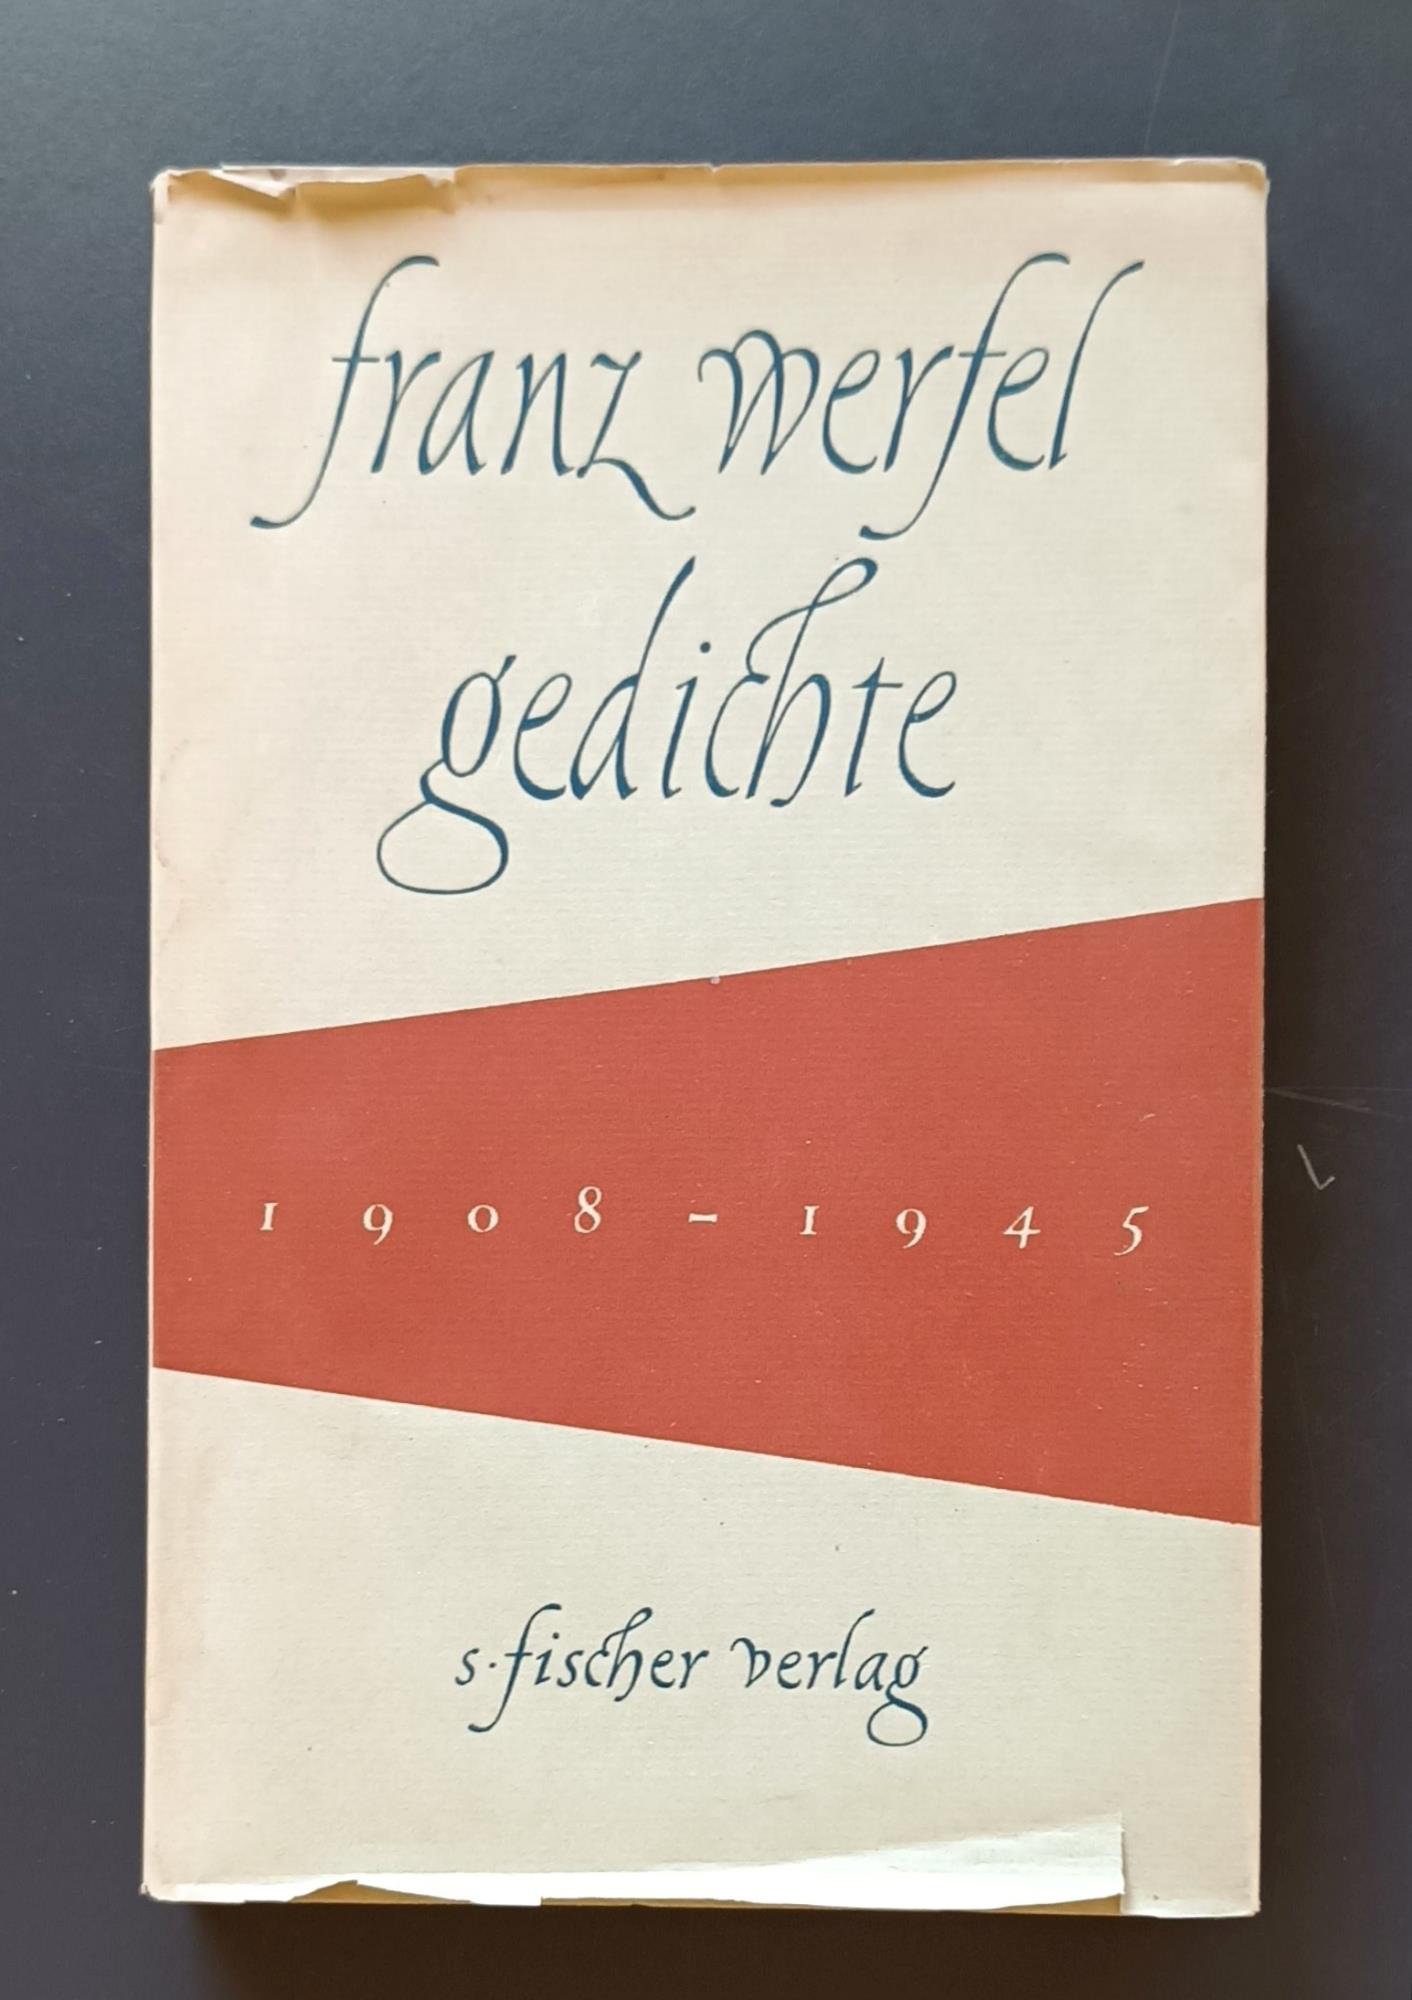 franz werfel
gedichte
1908-1945
s. fischer verlag